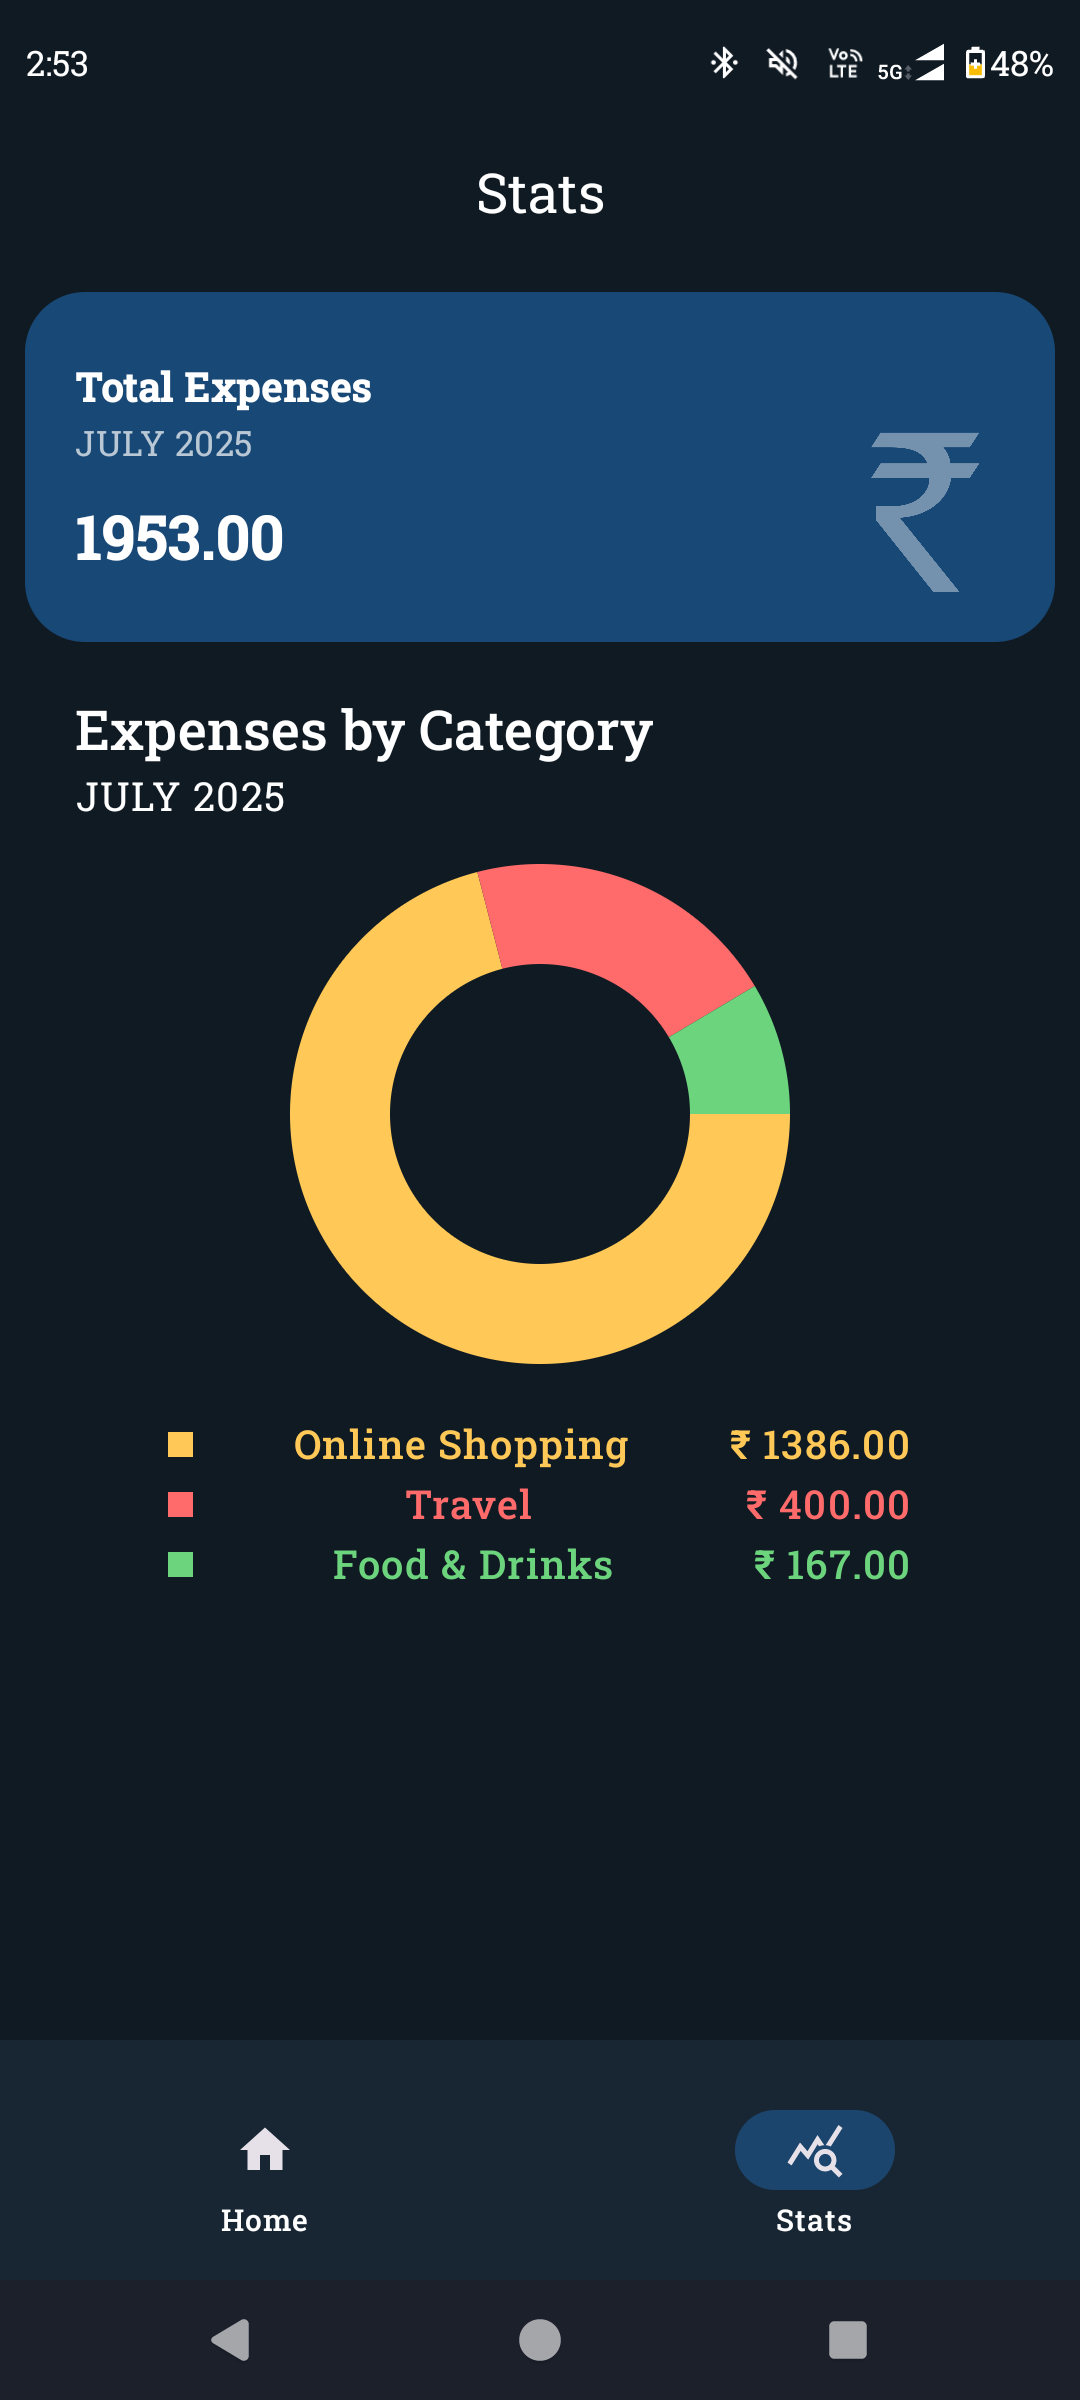 2:53
Vo LTE 5G 48%
Stats
Total Expenses
JULY 2025
1953.00
₹
Expenses by Category
JULY 2025
Online Shopping ₹ 1386.00
Travel ₹ 400.00
Food & Drinks ₹ 167.00
Home Stats